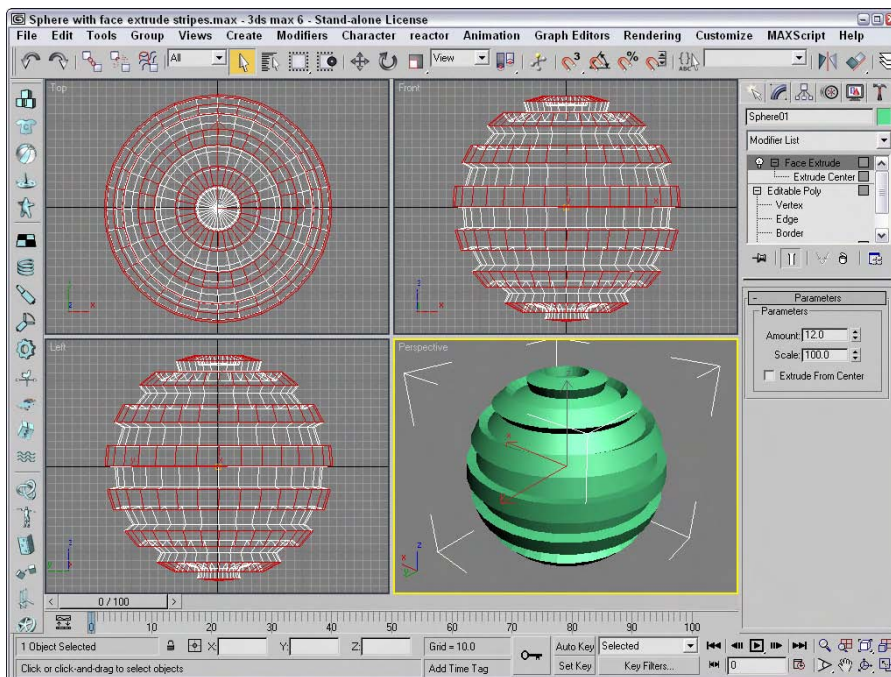 Sphere with face extrude stripes.max - 3ds max 6 - Stand-alone License
File Edit Tools Group Views Create Modifiers Character reactor Animation Graph Editors Rendering Customize MAXScript Help
All
View
3
ABC
Top
Front
Left
Perspective
Sphere01
Modifier List
Face Extrude
Extrude Center
Editable Poly
Vertex
Edge
Border
- Parameters
Parameters
Amount: 12.0
Scale: 100.0
Extrude From Center
< 0 / 100 >
0 10 20 30 40 50 60 70 80 90 100
1 Object Selected X: Y: Z: Grid = 10.0 Auto Key Selected
Click or click-and-drag to select objects Add Time Tag Set Key Key Filters... 0